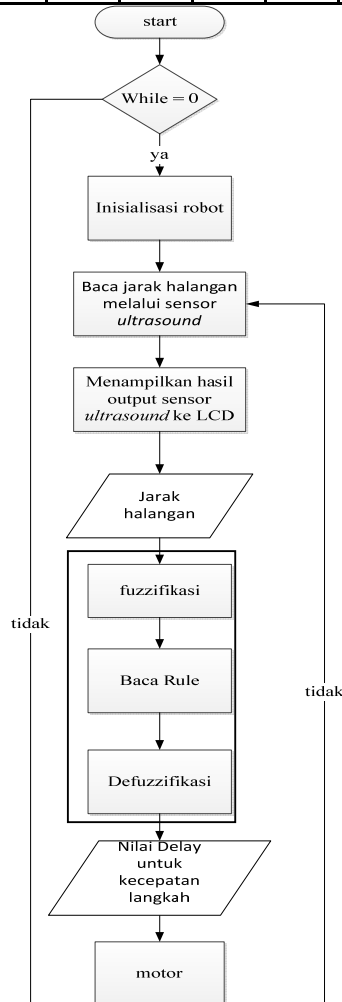 start
While = 0
ya
Inisialisasi robot
Baca jarak halangan
melalui sensor
ultrasound
Menampilkan hasil
output sensor
ultrasound ke LCD
Jarak
halangan
fuzzifikasi
tidak
Baca Rule
tidak
Defuzzifikasi
Nilai Delay
untuk
kecepatan
langkah
motor